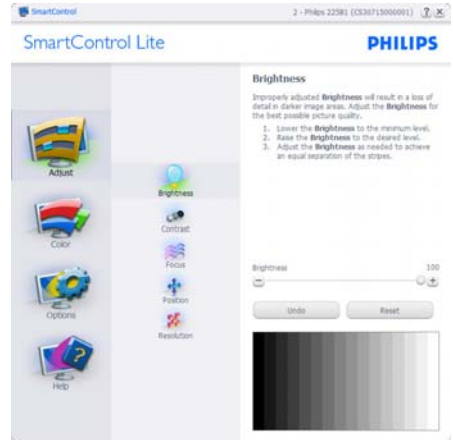 SmartControl
2 - Philips 225B1 (CS30715000001)
SmartControl Lite
PHILIPS
Adjust
Color
Options
Help
Brightness
Contrast
Focus
Position
Resolution
Brightness
Improperly adjusted Brightness will result in a loss of
detail in darker image areas. Adjust the Brightness for
the best possible picture quality.
1. Lower the Brightness to the minimum level.
2. Raise the Brightness to the desired level.
3. Adjust the Brightness as needed to achieve
an equal separation of the stripes.
Brightness 100
Undo Reset